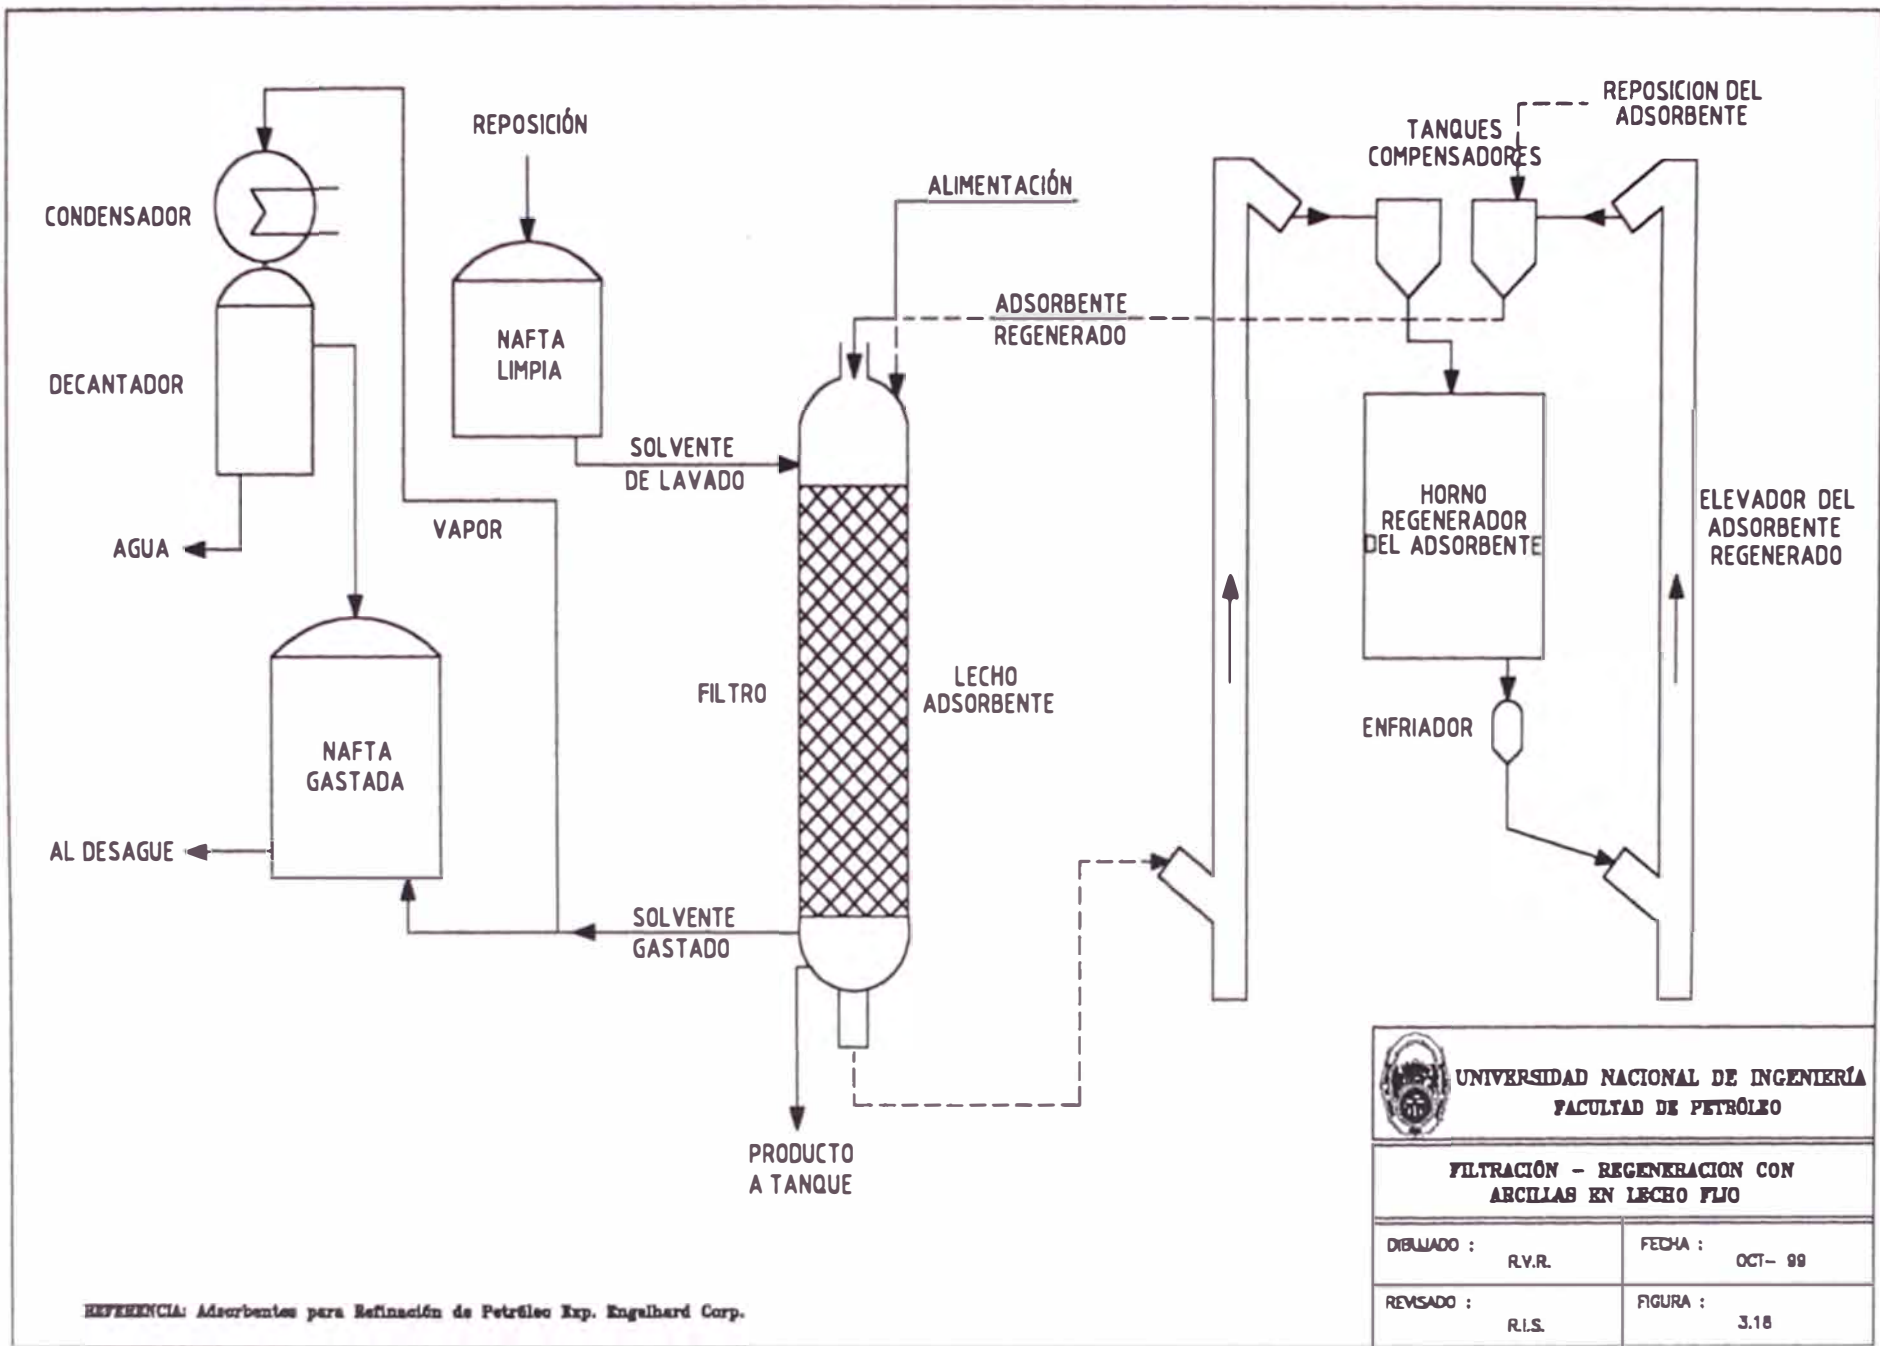 REPOSICIÓN
CONDENSADOR
DECANTADOR
NAFTA
LIMPIA
AGUA
VAPOR
SOLVENTE
DE LAVADO
ALIMENTACIÓN
ADSORBENTE
REGENERADO
TANQUES
COMPENSADORES
REPOSICION DEL
ADSORBENTE
HORNO
REGENERADOR
DEL ADSORBENTE
ELEVADOR DEL
ADSORBENTE
REGENERADO
FILTRO
LECHO
ADSORBENTE
ENFRIADOR
NAFTA
GASTADA
AL DESAGUE
SOLVENTE
GASTADO
PRODUCTO
A TANQUE
UNIVERSIDAD NACIONAL DE INGENIERÍA
FACULTAD DE PETRÓLEO
FILTRACIÓN - REGENERACION CON
ARCILLAS EN LECHO FIJO
DIBUJADO :
R.V.R.
FECHA :
OCT- 99
REVISADO :
R.I.S.
FIGURA :
3.18
REFERENCIA: Adsorbentes para Refinación de Petróleo Exp. Engelhard Corp.